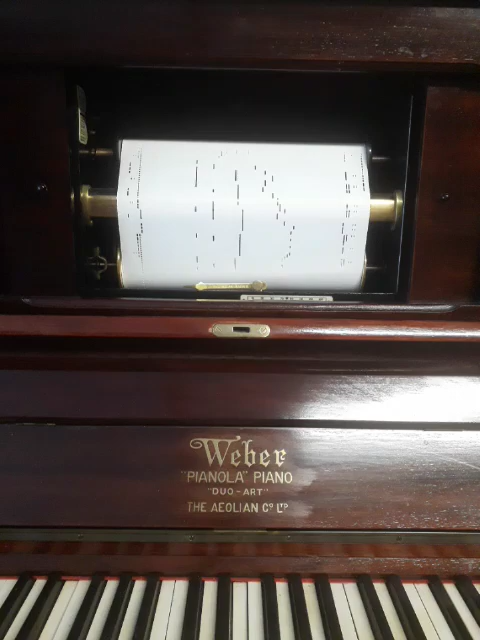 Weber
"PIANOLA" PIANO
"DUO-ART"
THE AEOLIAN Cº Lᵀᴰ